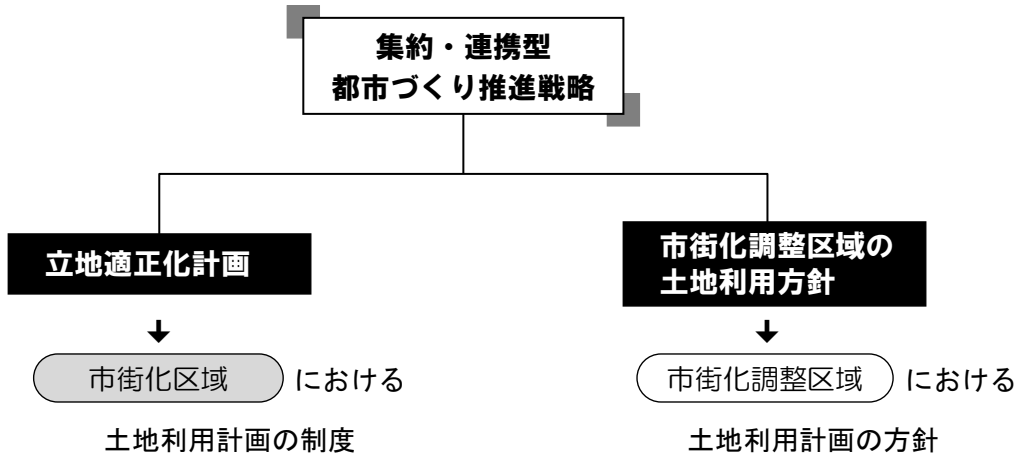 集約・連携型
都市づくり推進戦略
立地適正化計画
市街化区域 における
土地利用計画の制度
市街化調整区域の
土地利用方針
市街化調整区域 における
土地利用計画の方針